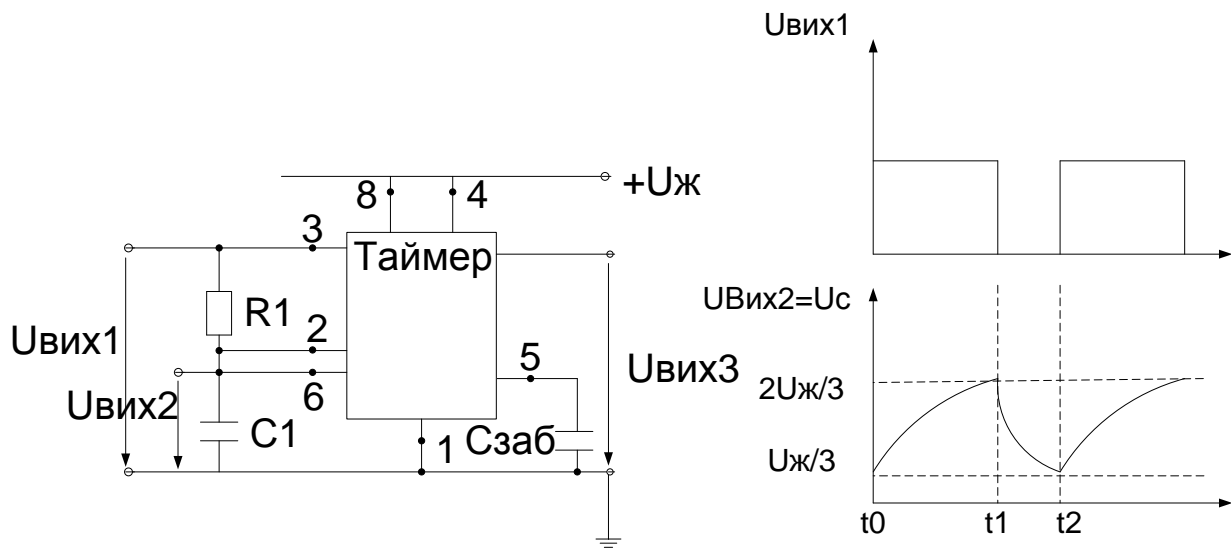 Uвих1
8
4
+Uж
3
Таймер
R1
2
Uвих1
6
5
Uвих3
Uвих2
C1
1
Cзаб
UВих2=Uc
2Uж/3
Uж/3
t0
t1
t2